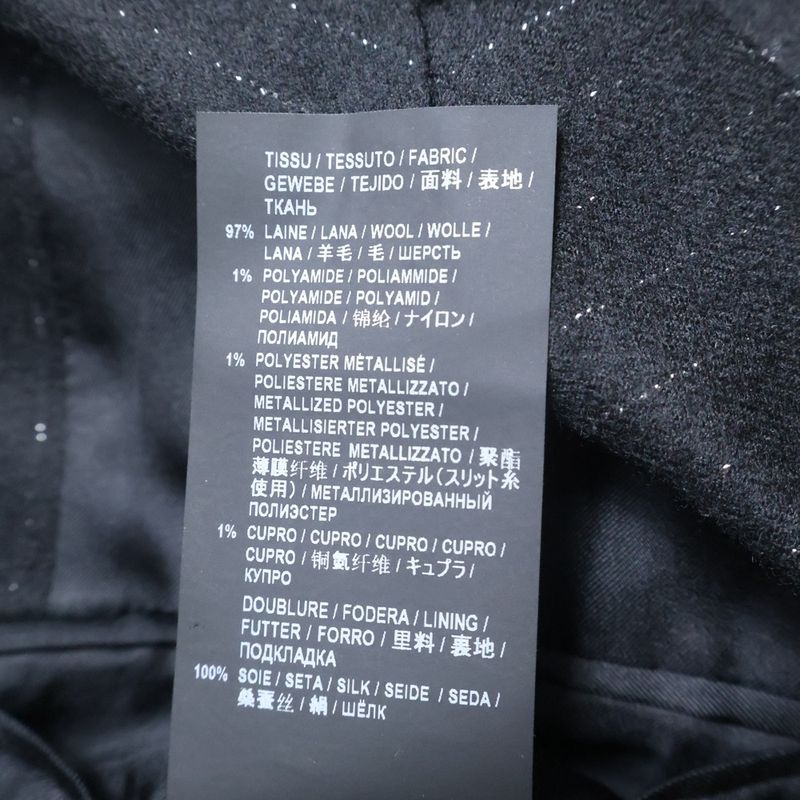 TISSU / TESSUTO / FABRIC /
GEWEBE / TEJIDO / 面料 / 表地 /
ТКАНЬ
97% LAINE / LANA / WOOL / WOLLE /
LANA / 羊毛 / 毛 / ШЕРСТЬ
1% POLYAMIDE / POLIAMMIDE /
POLYAMIDE / POLYAMID /
POLIAMIDA / 锦纶 / ナイロン /
ПОЛИАМИД
1% POLYESTER MÉTALLISÉ /
POLIESTERE METALLIZZATO /
METALLIZED POLYESTER /
METALLISIERTER POLYESTER /
POLIESTERE METALLIZZATO / 聚酯
薄膜纤维 / ポリエステル(スリット糸
使用) / МЕТАЛЛИЗИРОВАННЫЙ
ПОЛИЭСТЕР
1% CUPRO / CUPRO / CUPRO / CUPRO /
CUPRO / 铜氨纤维 / キュプラ /
КУПРО
DOUBLURE / FODERA / LINING /
FUTTER / FORRO / 里料 / 裏地 /
ПОДКЛАДКА
100% SOIE / SETA / SILK / SEIDE / SEDA /
桑蚕丝 / 絹 / ШЁЛК